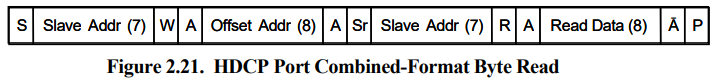 S Slave Addr (7) W A Offset Addr (8) A Sr Slave Addr (7) R A Read Data (8) Ā P
Figure 2.21. HDCP Port Combined-Format Byte Read